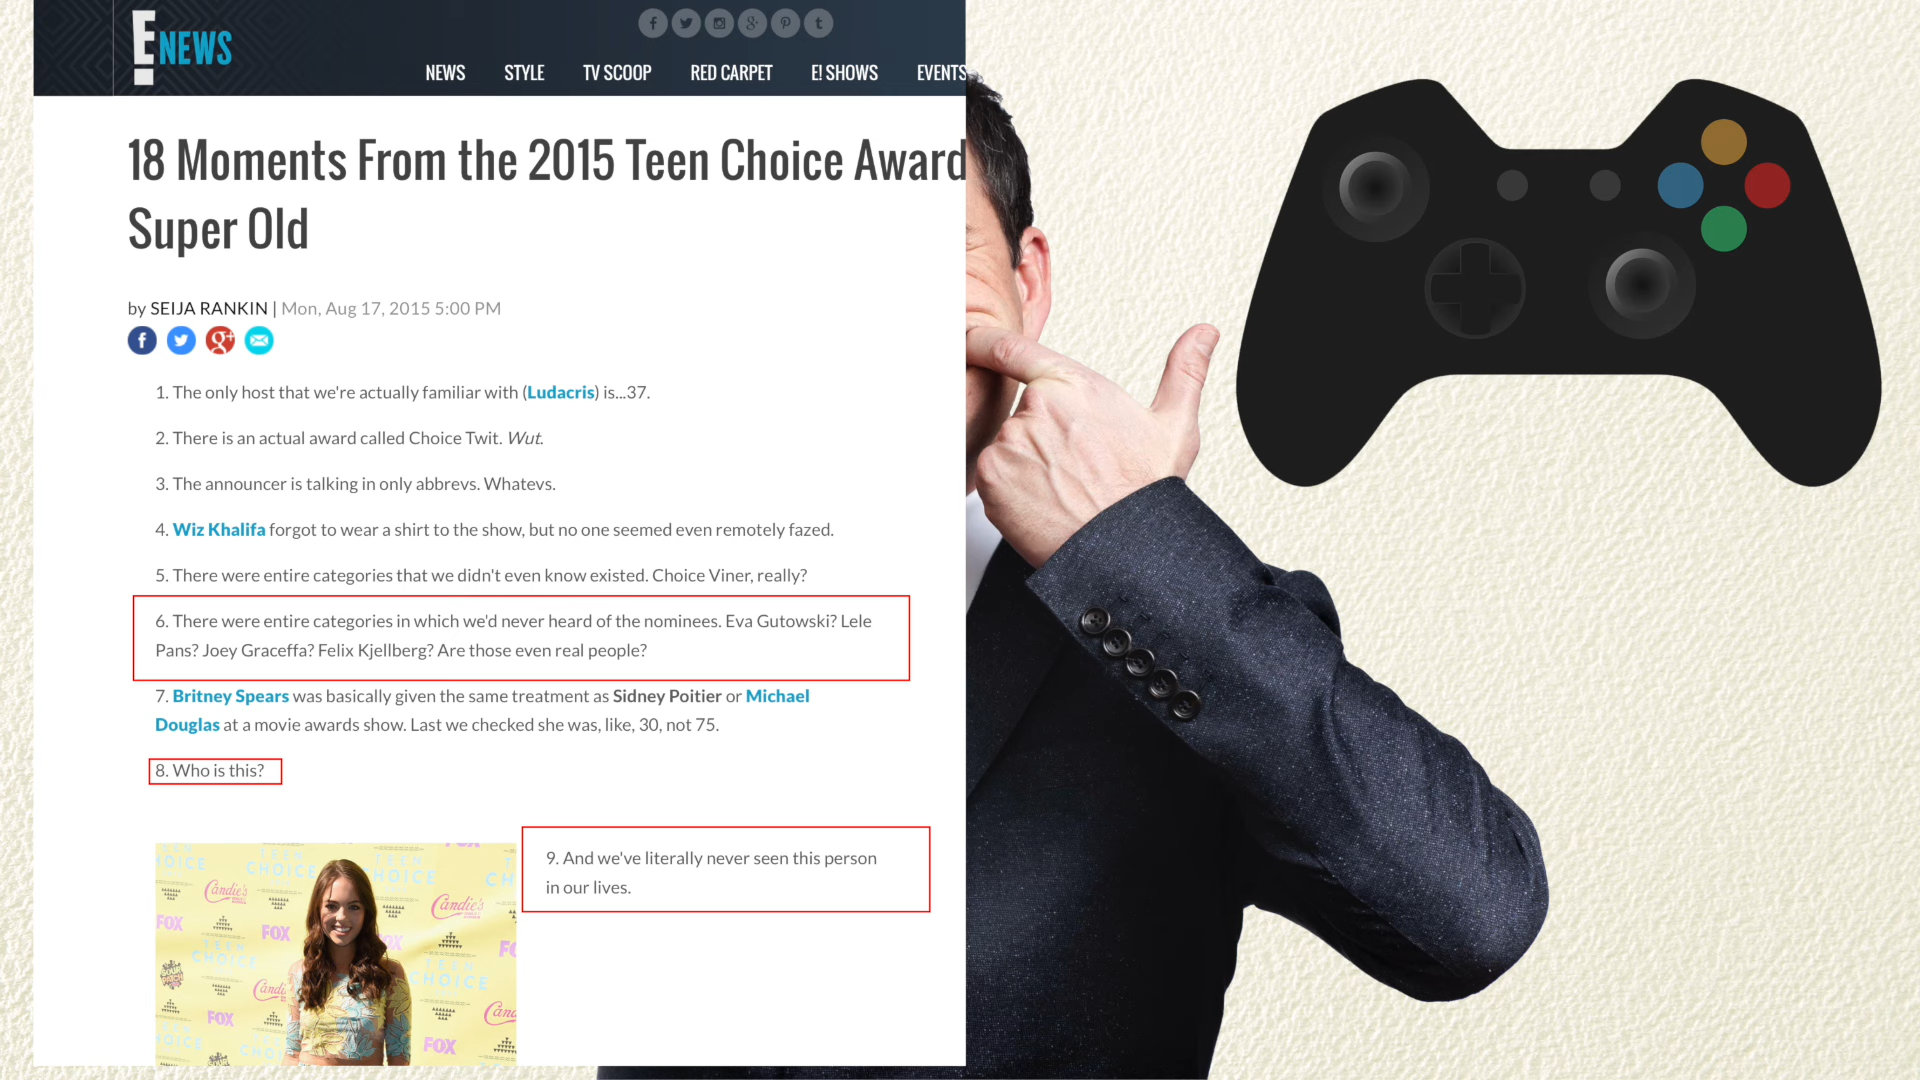 E! NEWS
NEWS STYLE TV SCOOP RED CARPET E! SHOWS EVENTS
18 Moments From the 2015 Teen Choice Award
Super Old
by SEIJA RANKIN | Mon, Aug 17, 2015 5:00 PM
1. The only host that we're actually familiar with (Ludacris) is...37.
2. There is an actual award called Choice Twit. Wut.
3. The announcer is talking in only abbrevs. Whatevs.
4. Wiz Khalifa forgot to wear a shirt to the show, but no one seemed even remotely fazed.
5. There were entire categories that we didn't even know existed. Choice Viner, really?
6. There were entire categories in which we'd never heard of the nominees. Eva Gutowski? Lele
Pans? Joey Graceffa? Felix Kjellberg? Are those even real people?
7. Britney Spears was basically given the same treatment as Sidney Poitier or Michael
Douglas at a movie awards show. Last we checked she was, like, 30, not 75.
8. Who is this?
9. And we've literally never seen this person
in our lives.
TEEN CHOICE
Candie's
FOX